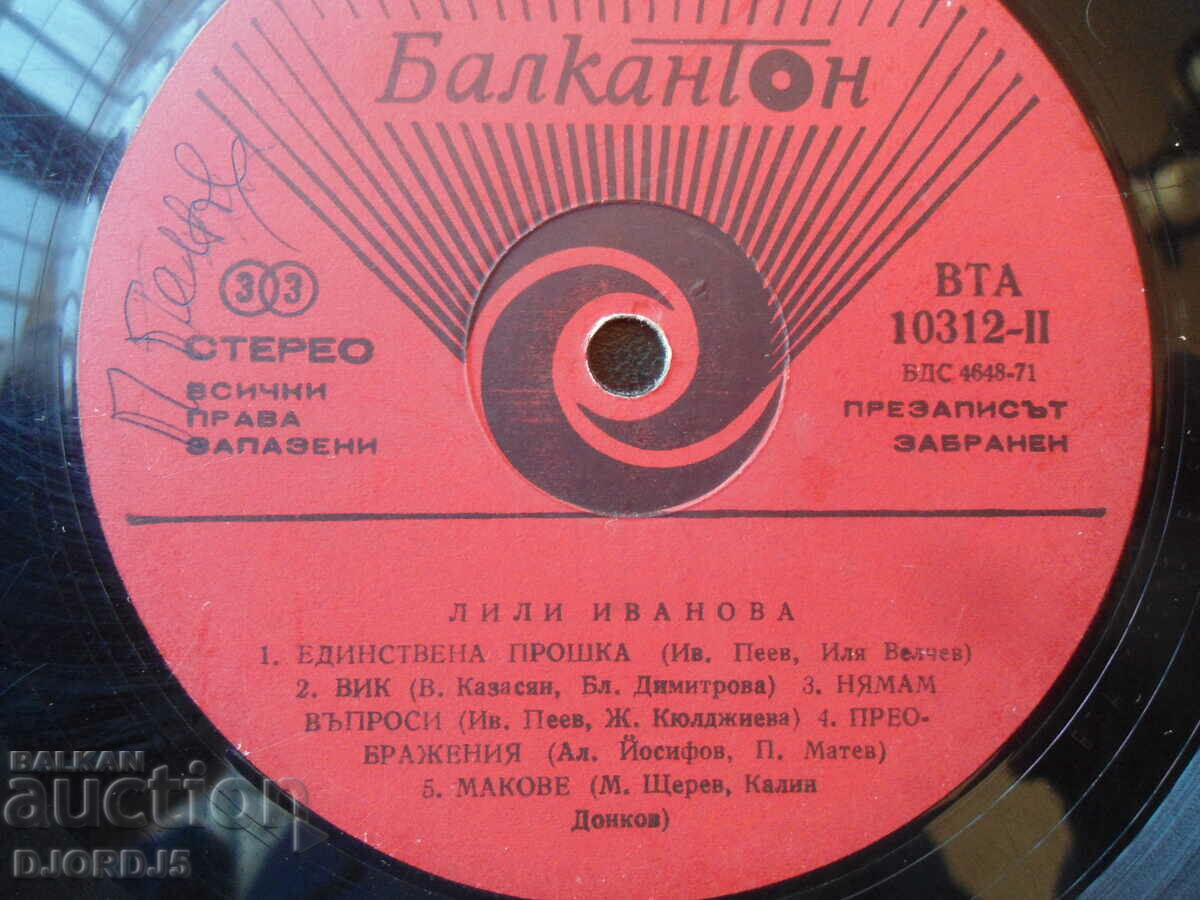 Балкантон
33
СТЕРЕО
ВСИЧКИ
ПРАВА
ЗАПАЗЕНИ
ВТА
10312-II
БДС 4648-71
ПРЕЗАПИСЪТ
ЗАБРАНЕН
ЛИЛИ ИВАНОВА
1. ЕДИНСТВЕНА ПРОШКА (Ив. Пеев, Иля Велчев)
2. ВИК (В. Казасян, Бл. Димитрова) 3. НЯМАМ
ВЪПРОСИ (Ив. Пеев, Ж. Кюлджиева) 4. ПРЕО-
БРАЖЕНИЯ (Ал. Йосифов, П. Матев)
5. МАКОВЕ (М. Щерев, Калин
Донков)
BALKAN
auction
DJORDJ5